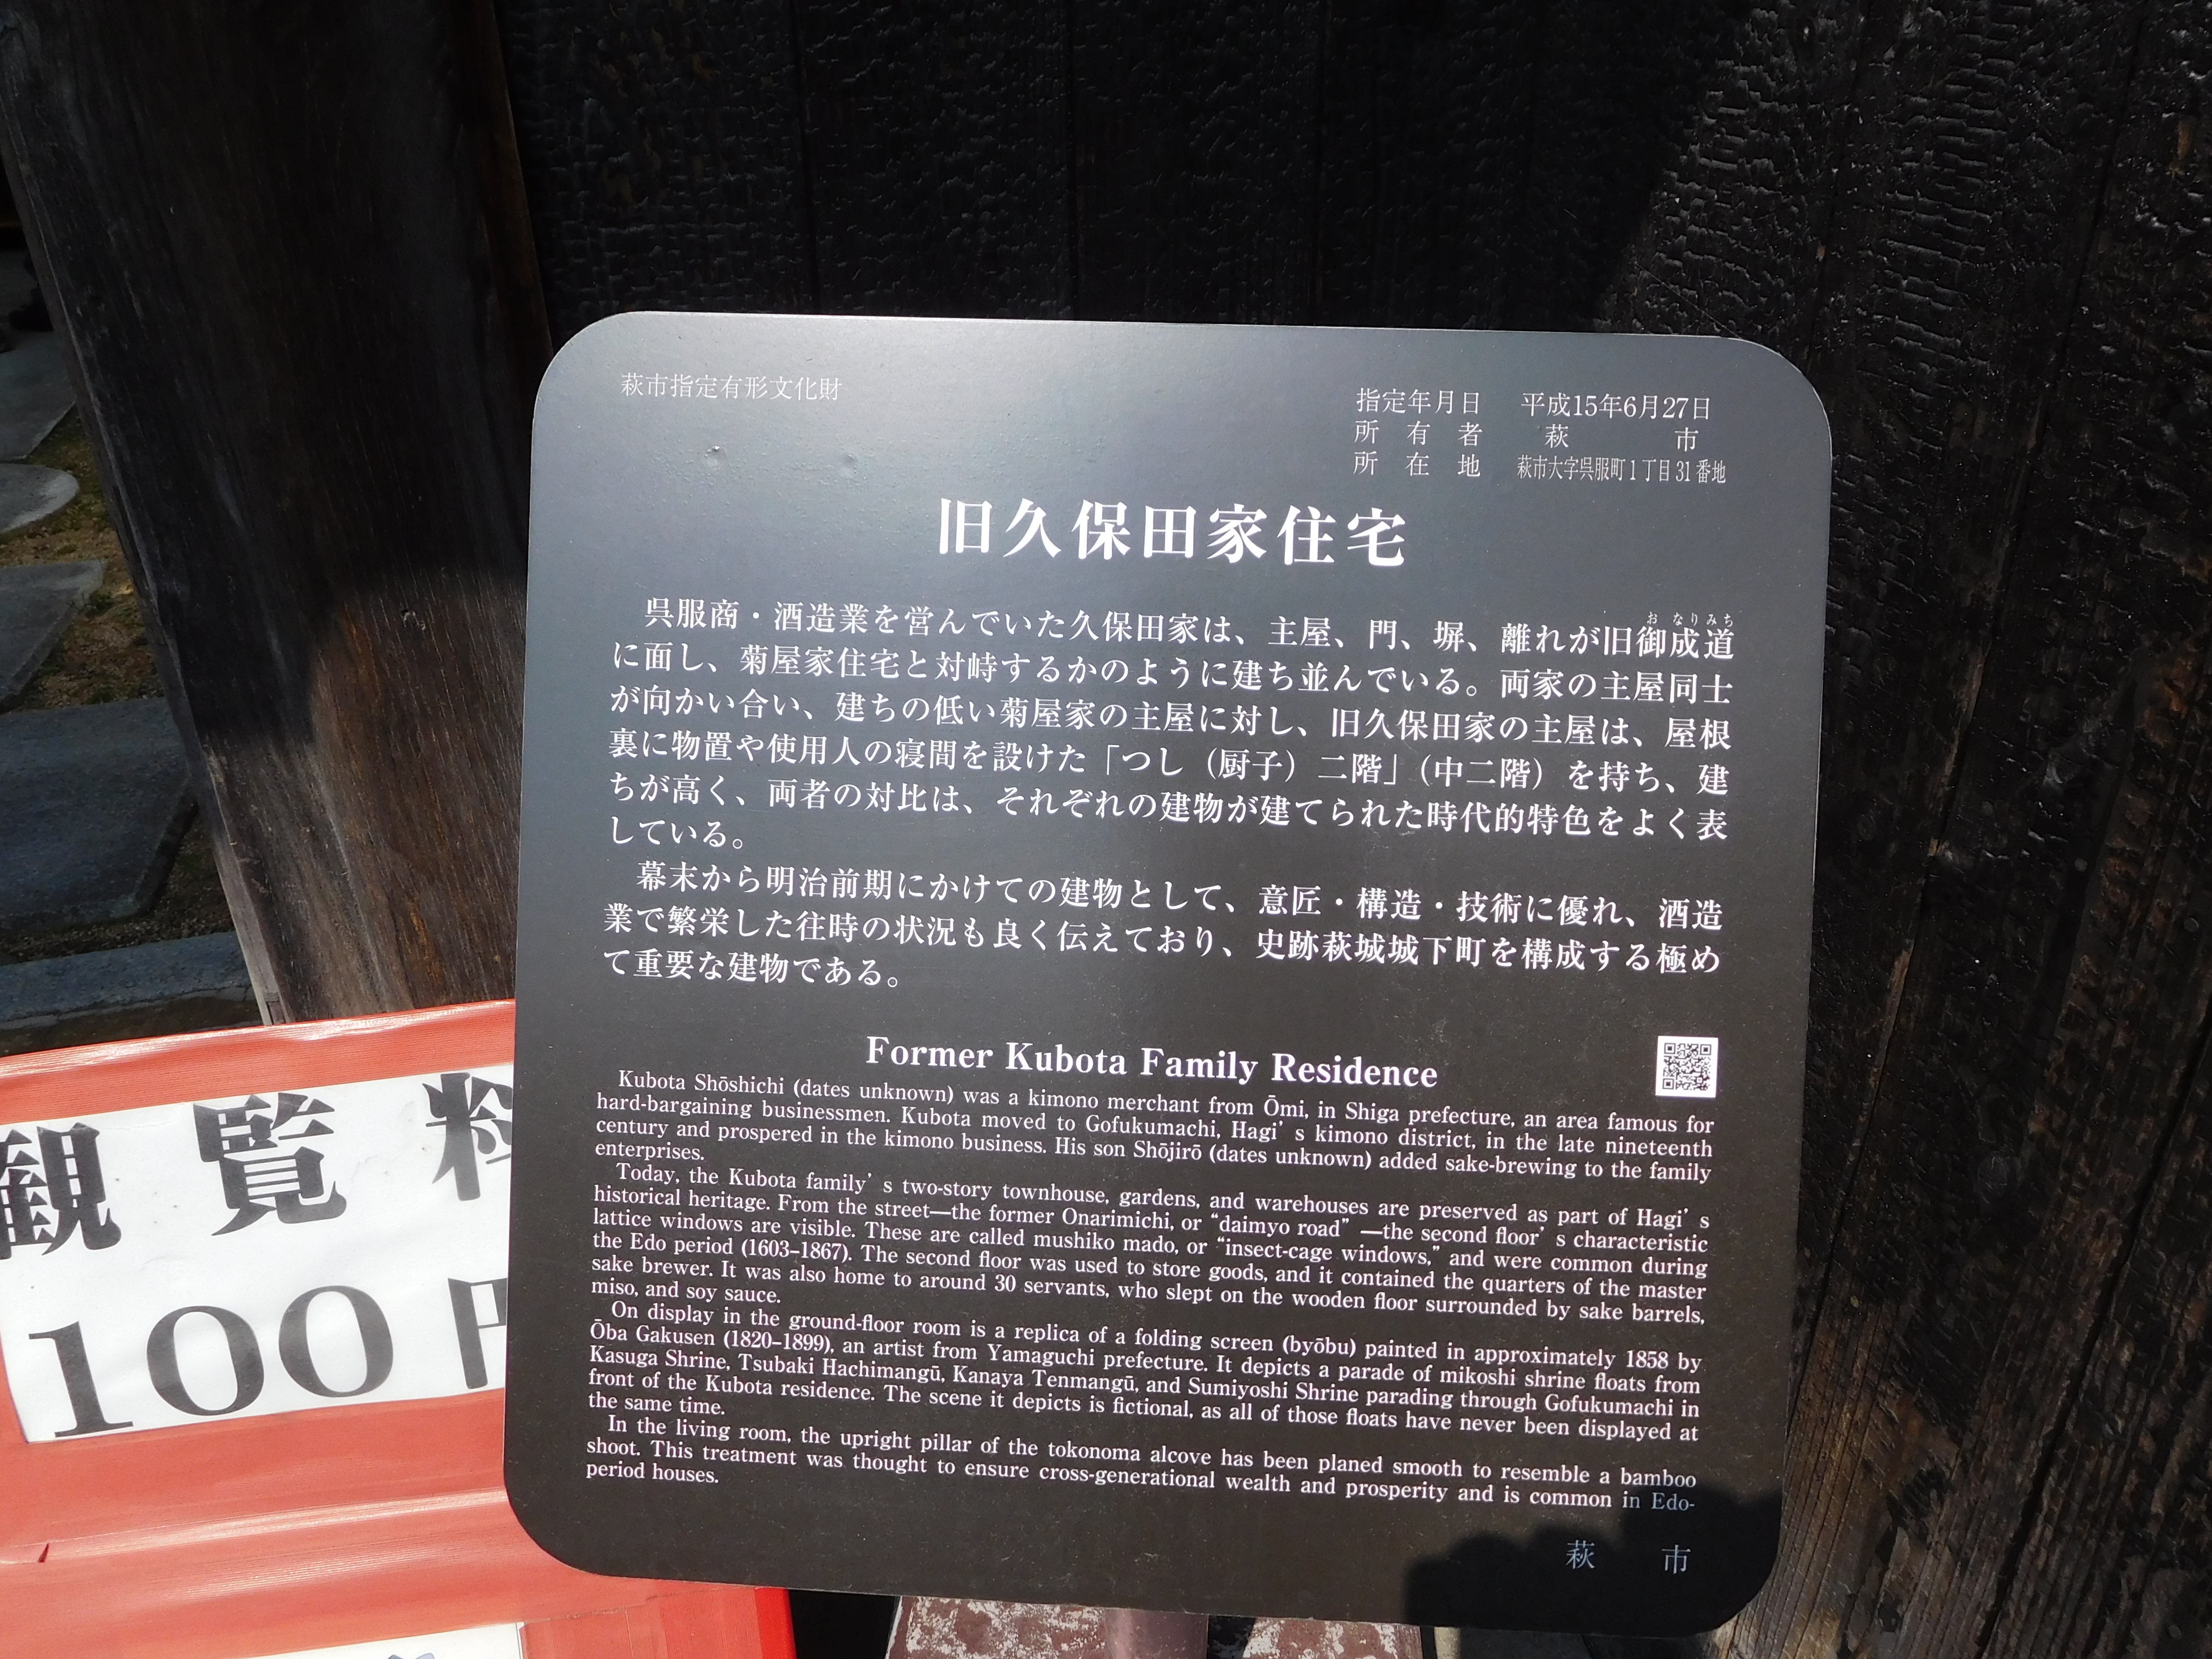 萩市指定有形文化財
指定年月日 平成15年6月27日
所有者 萩市
所在地 萩市大字呉服町1丁目31番地
旧久保田家住宅
呉服商・酒造業を営んでいた久保田家は、主屋、門、塀、離れが旧御成道
おなりみち
に面し、菊屋家住宅と対峙するかのように建ち並んでいる。両家の主屋同士
が向かい合い、建ちの低い菊屋家の主屋に対し、旧久保田家の主屋は、屋根
裏に物置や使用人の寝間を設けた「つし（厨子）二階」（中二階）を持ち、建
ちが高く、両者の対比は、それぞれの建物が建てられた時代的特色をよく表
している。
幕末から明治前期にかけての建物として、意匠・構造・技術に優れ、酒造
業で繁栄した往時の状況も良く伝えており、史跡萩城城下町を構成する極め
て重要な建物である。
Former Kubota Family Residence
Kubota Shōshichi (dates unknown) was a kimono merchant from Ōmi, in Shiga prefecture, an area famous for
hard-bargaining businessmen. Kubota moved to Gofukumachi, Hagi’s kimono district, in the late nineteenth
century and prospered in the kimono business. His son Shōjirō (dates unknown) added sake-brewing to the family
enterprises.
Today, the Kubota family’s two-story townhouse, gardens, and warehouses are preserved as part of Hagi’s
historical heritage. From the street—the former Onarimichi, or “daimyo road”—the second floor’s characteristic
lattice windows are visible. These are called mushiko mado, or “insect-cage windows,” and were common during
the Edo period (1603–1867). The second floor was used to store goods, and it contained the quarters of the master
sake brewer. It was also home to around 30 servants, who slept on the wooden floor surrounded by sake barrels,
miso, and soy sauce.
On display in the ground-floor room is a replica of a folding screen (byōbu) painted in approximately 1858 by
Ōba Gakusen (1820–1899), an artist from Yamaguchi prefecture. It depicts a parade of mikoshi shrine floats from
Kasuga Shrine, Tsubaki Hachimangū, Kanaya Tenmangū, and Sumiyoshi Shrine parading through Gofukumachi in
front of the Kubota residence. The scene it depicts is fictional, as all of those floats have never been displayed at
the same time.
In the living room, the upright pillar of the tokonoma alcove has been planed smooth to resemble a bamboo
shoot. This treatment was thought to ensure cross-generational wealth and prosperity and is common in Edo-
period houses.
萩市
観覧料
100円